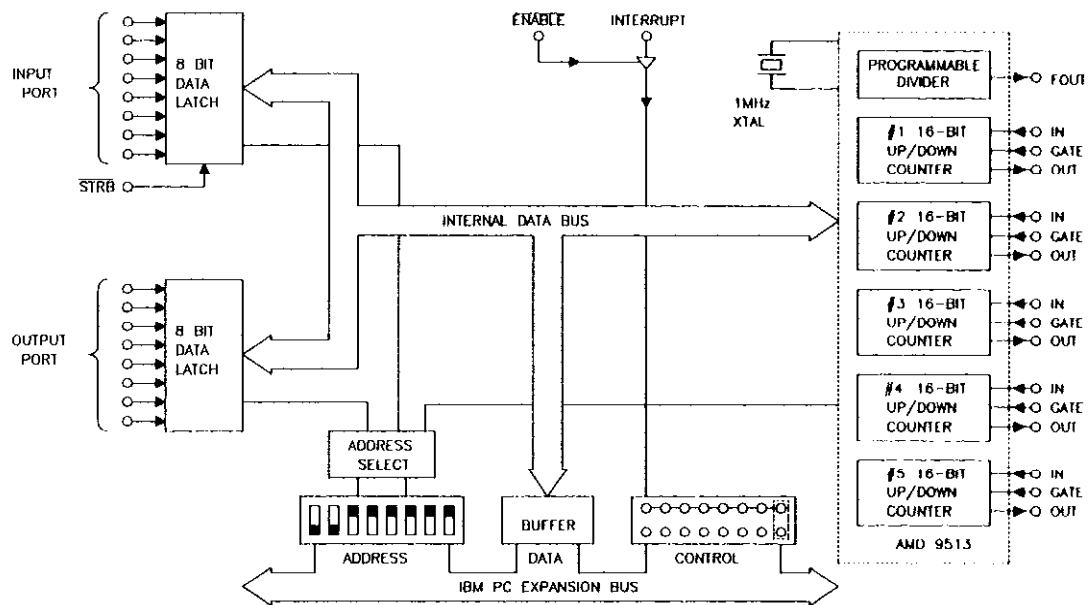 ENABLE
INTERRUPT
INPUT
PORT
8 BIT
DATA
LATCH
STRB
1MHz
XTAL
PROGRAMMABLE
DIVIDER
FOUT
#1 16-BIT
UP/DOWN
COUNTER
IN
GATE
OUT
INTERNAL DATA BUS
#2 16-BIT
UP/DOWN
COUNTER
IN
GATE
OUT
OUTPUT
PORT
8 BIT
DATA
LATCH
#3 16-BIT
UP/DOWN
COUNTER
IN
GATE
OUT
#4 16-BIT
UP/DOWN
COUNTER
IN
GATE
OUT
ADDRESS
SELECT
#5 16-BIT
UP/DOWN
COUNTER
IN
GATE
OUT
BUFFER
ADDRESS
DATA
CONTROL
AMD 9513
IBM PC EXPANSION BUS